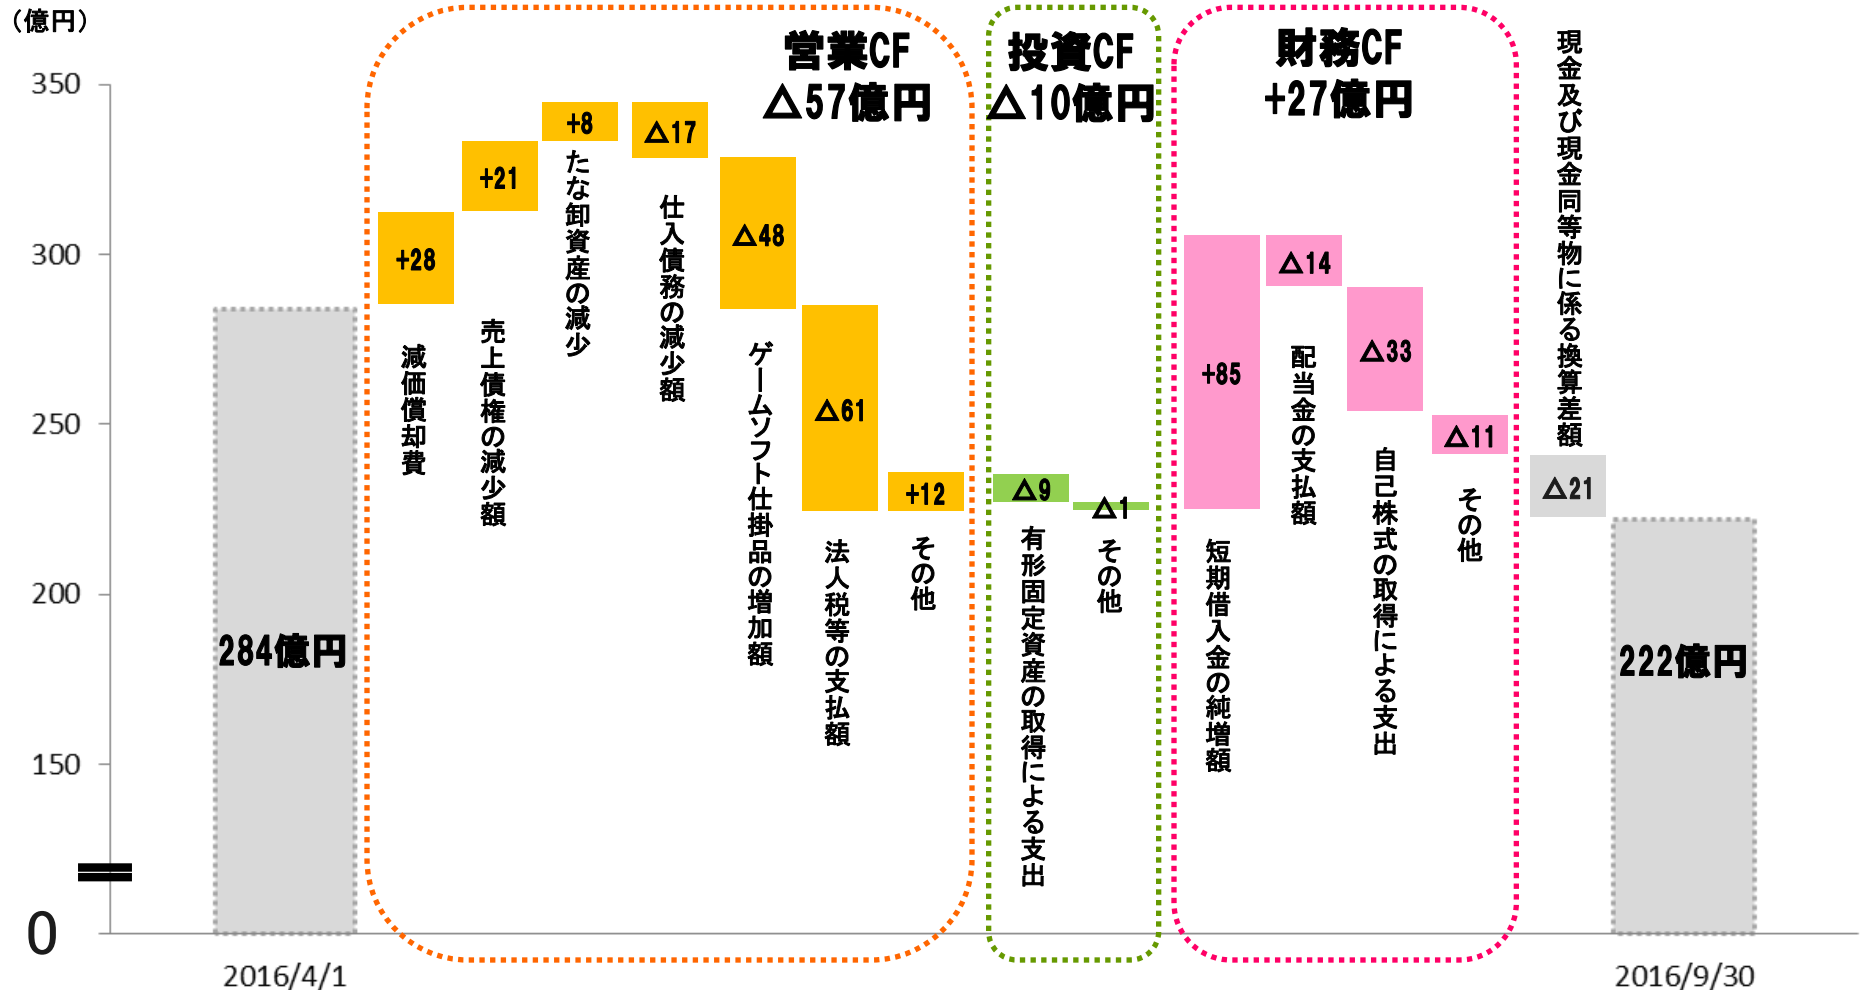 （億円）
350
300
250
200
150
0
284億円
2016/4/1
営業CF
△57億円
+28
減価償却費
+21
売上債権の減少額
+8
たな卸資産の減少
△17
仕入債務の減少額
△48
ゲームソフト仕掛品の増加額
△61
法人税等の支払額
+12
その他
投資CF
△10億円
△9
有形固定資産の取得による支出
△1
その他
財務CF
+27億円
+85
短期借入金の純増額
△14
配当金の支払額
△33
自己株式の取得による支出
△11
その他
現金及び現金同等物に係る換算差額
△21
222億円
2016/9/30